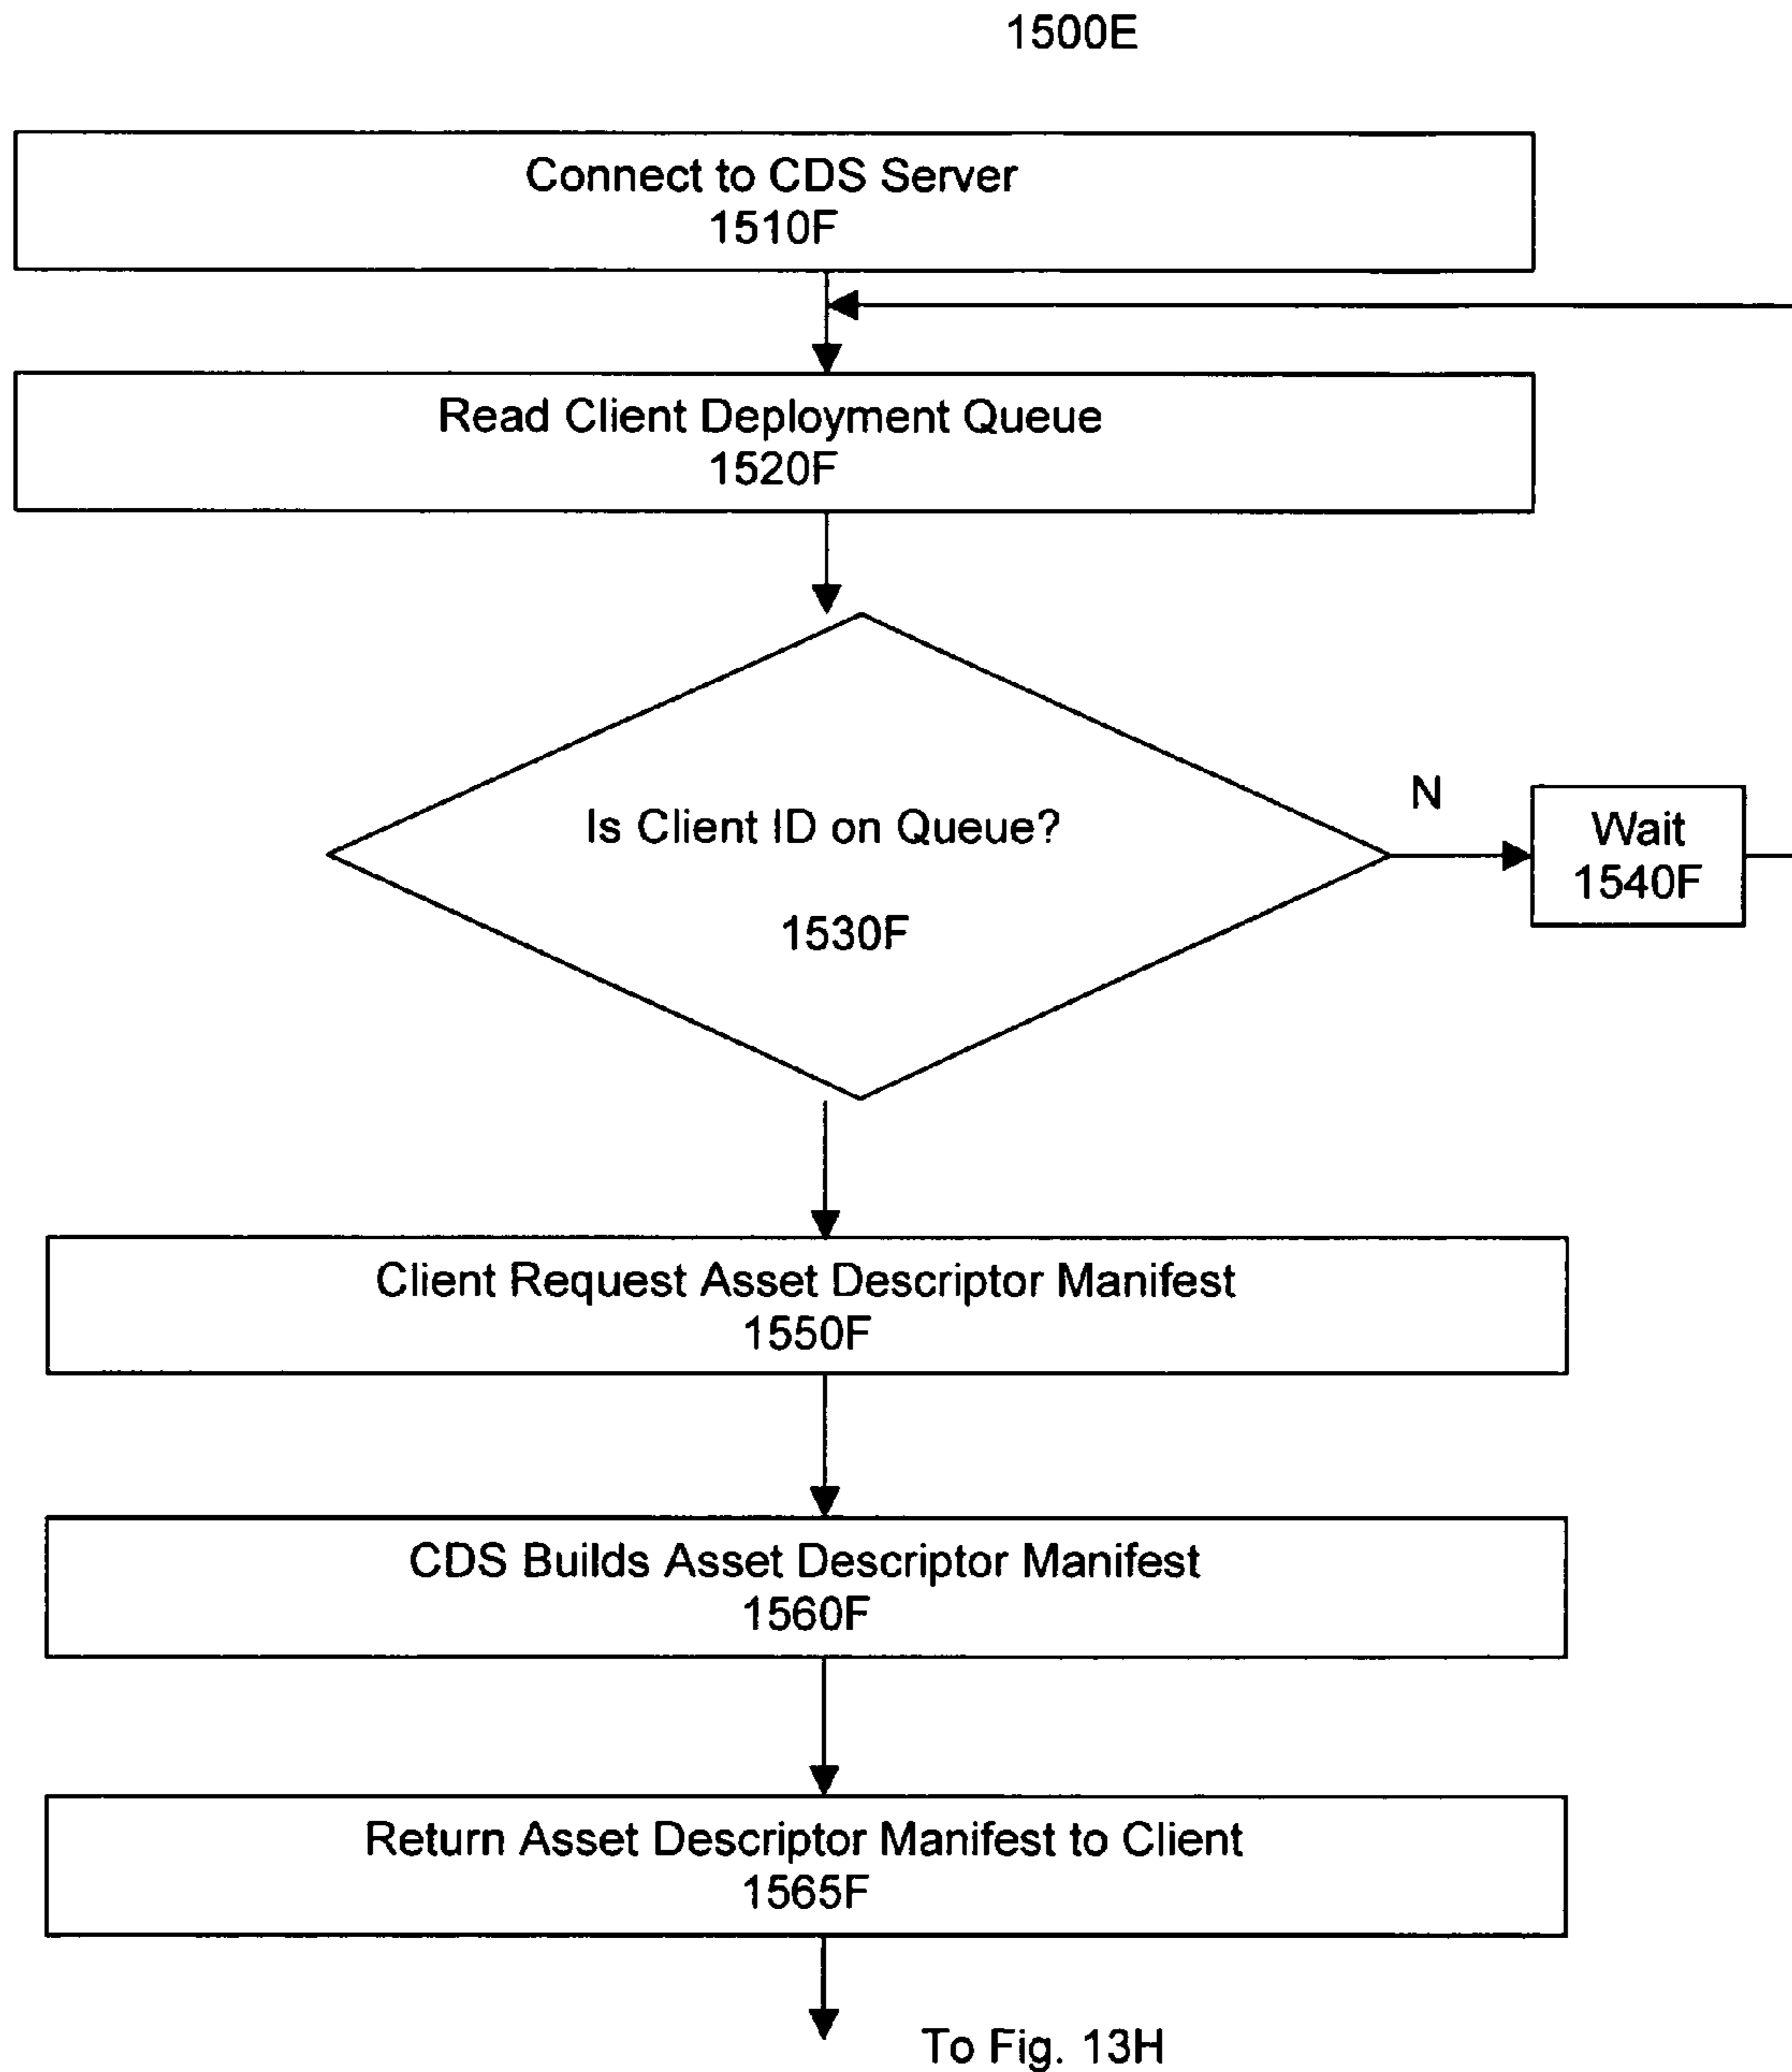 1500E
Connect to CDS Server
1510F
Read Client Deployment Queue
1520F
Is Client ID on Queue?
1530F
N
Wait
1540F
Client Request Asset Descriptor Manifest
1550F
CDS Builds Asset Descriptor Manifest
1560F
Return Asset Descriptor Manifest to Client
1565F
To Fig. 13H